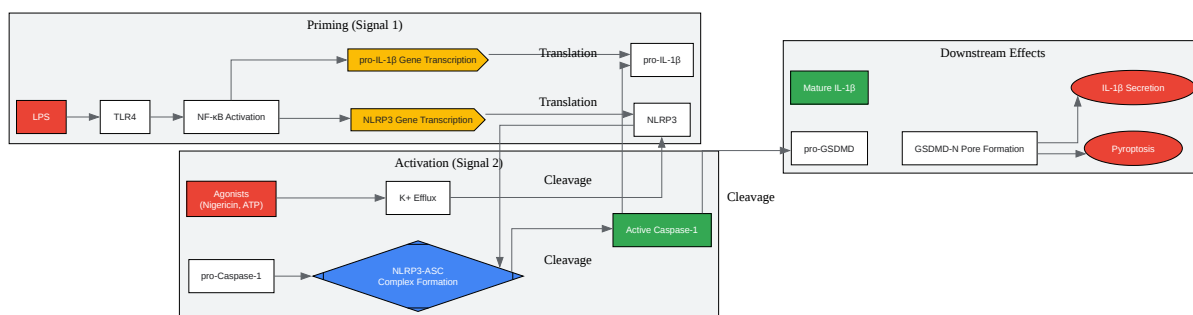 Priming (Signal 1)
pro-IL-1β Gene Transcription
Translation
pro-IL-1β
LPS
TLR4
NF-κB Activation
NLRP3 Gene Transcription
Translation
NLRP3
Activation (Signal 2)
Agonists
(Nigericin, ATP)
K+ Efflux
Cleavage
Active Caspase-1
pro-Caspase-1
NLRP3-ASC
Complex Formation
Cleavage
Cleavage
Downstream Effects
Mature IL-1β
IL-1β Secretion
pro-GSDMD
GSDMD-N Pore Formation
Pyroptosis